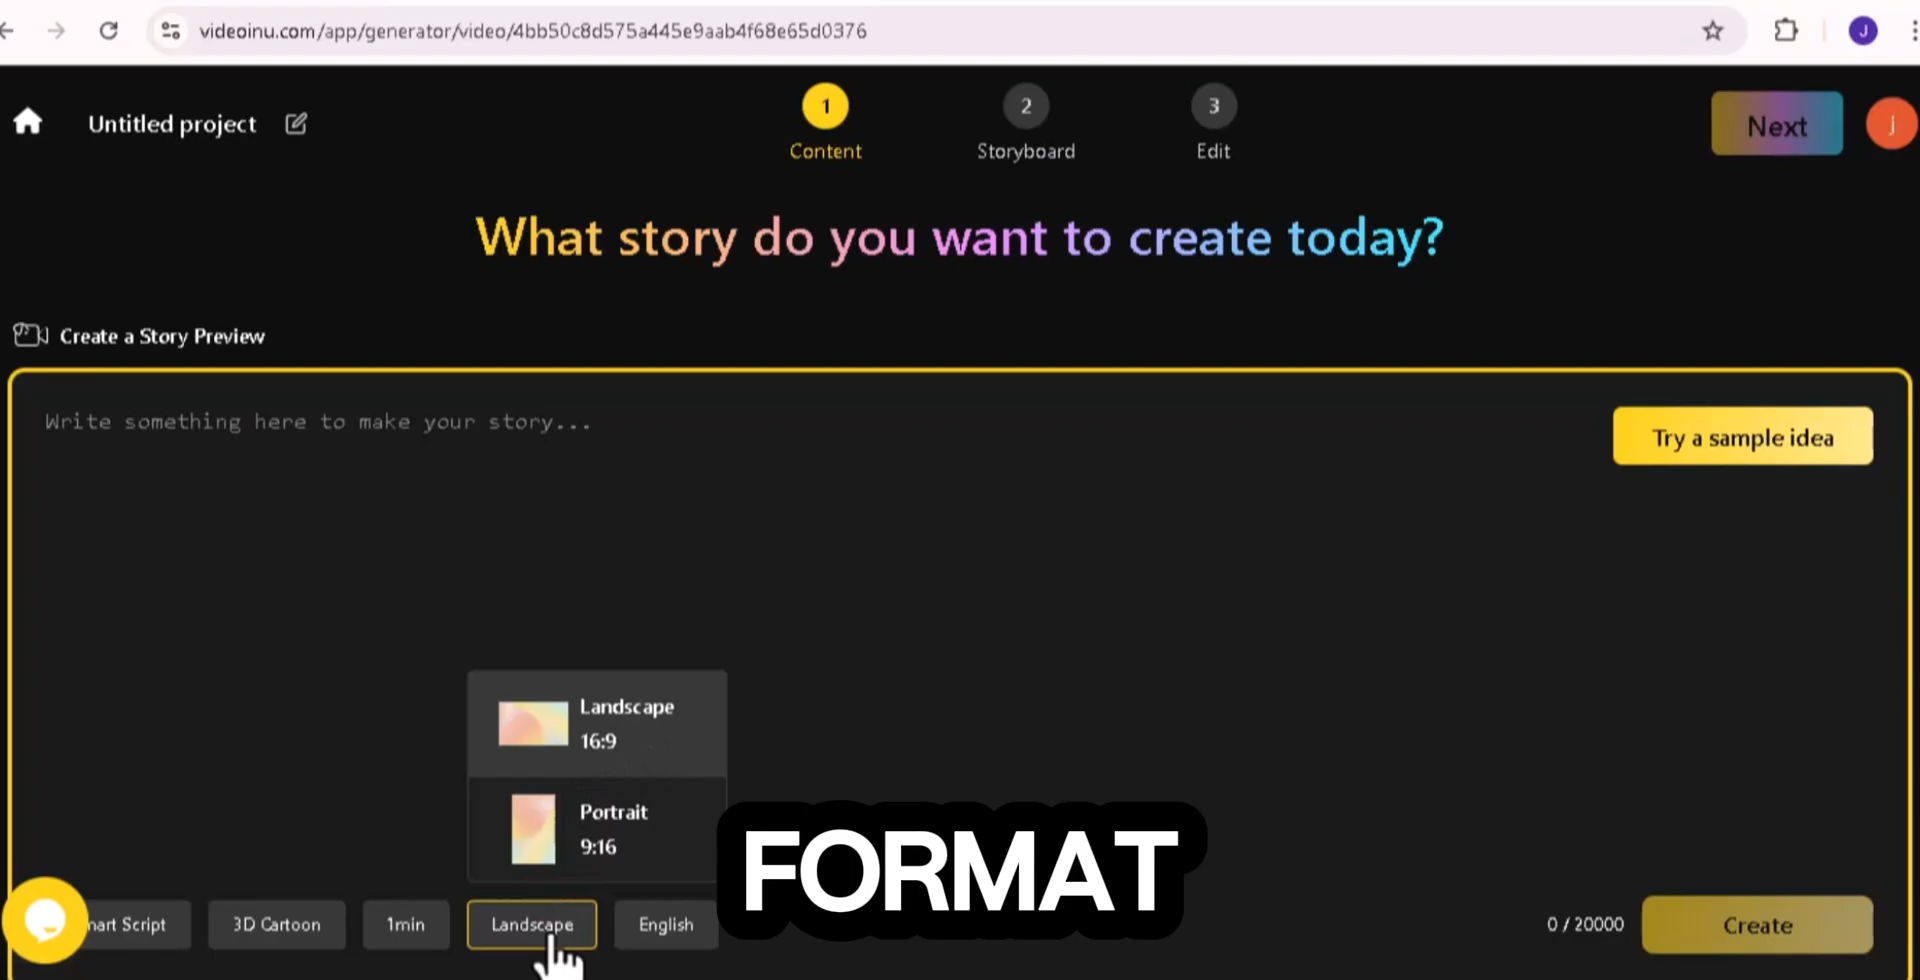 videoinu.com/app/generator/video/4bb50c8d575a445e9aab4f68e65d0376
J
Untitled project
1
2
3
Content
Storyboard
Edit
Next
j
What story do you want to create today?
Create a Story Preview
Write something here to make your story...
Try a sample idea
Landscape
16:9
Portrait
9:16
FORMAT
Script
3D Cartoon
1min
Landscape
English
0 / 20000
Create